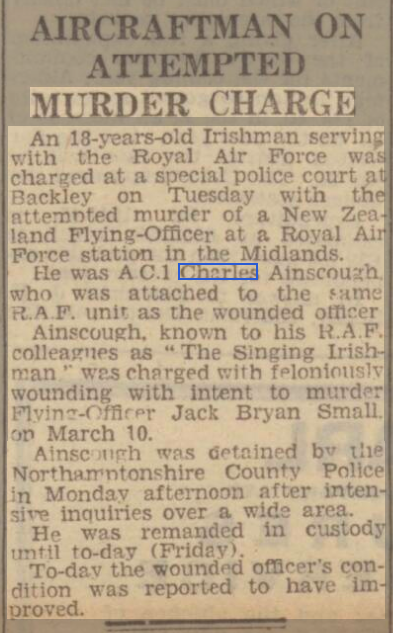 AIRCRAFTMAN ON
ATTEMPTED
MURDER CHARGE
An 18-years-old Irishman serving
with the Royal Air Force was
charged at a special police court at
Backley on Tuesday with the
attempted murder of a New Zea-
land Flying-Officer at a Royal Air
Force station in the Midlands.
He was A.C.1 Charles Ainscough,
who was attached to the same
R.A.F. unit as the wounded officer
Ainscough, known to his R.A.F.
colleagues as "The Singing Irish-
man" was charged with feloniously
wounding with intent to murder
Flying-Officer Jack Bryan Small,
on March 10.
Ainscough was detained by the
Northamptonshire County Police
in Monday afternoon after inten-
sive inquiries over a wide area.
He was remanded in custody
until to-day (Friday).
To-day the wounded officer's con-
dition was reported to have im-
proved.